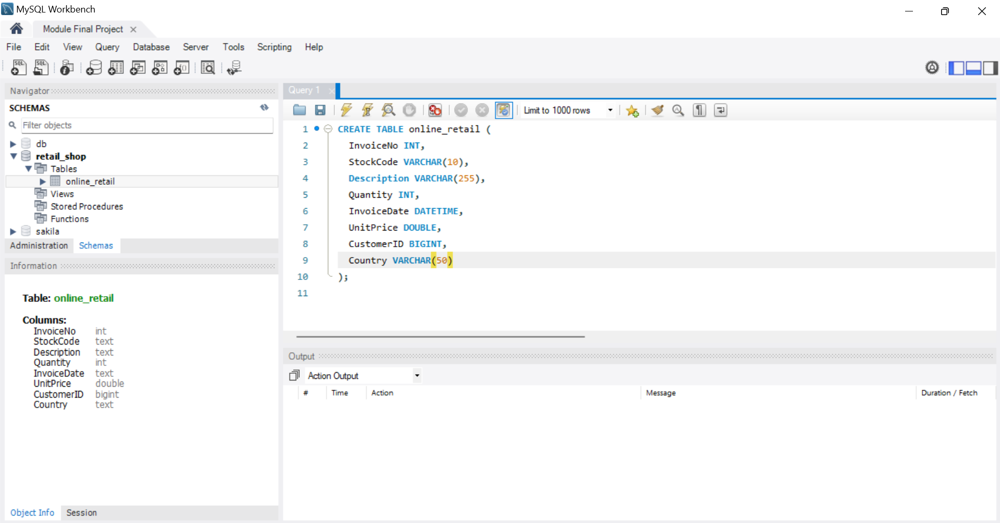 MySQL Workbench
Module Final Project
File Edit View Query Database Server Tools Scripting Help
Navigator
SCHEMAS
Filter objects
db
retail_shop
Tables
online_retail
Views
Stored Procedures
Functions
sakila
Administration Schemas
Information
Table: online_retail
Columns:
InvoiceNo int
StockCode text
Description text
Quantity int
InvoiceDate text
UnitPrice double
CustomerID bigint
Country text
Object Info Session
Query 1
Limit to 1000 rows
1 CREATE TABLE online_retail (
2 InvoiceNo INT,
3 StockCode VARCHAR(10),
4 Description VARCHAR(255),
5 Quantity INT,
6 InvoiceDate DATETIME,
7 UnitPrice DOUBLE,
8 CustomerID BIGINT,
9 Country VARCHAR(50)
10 );
11
Output
Action Output
# Time Action Message Duration / Fetch